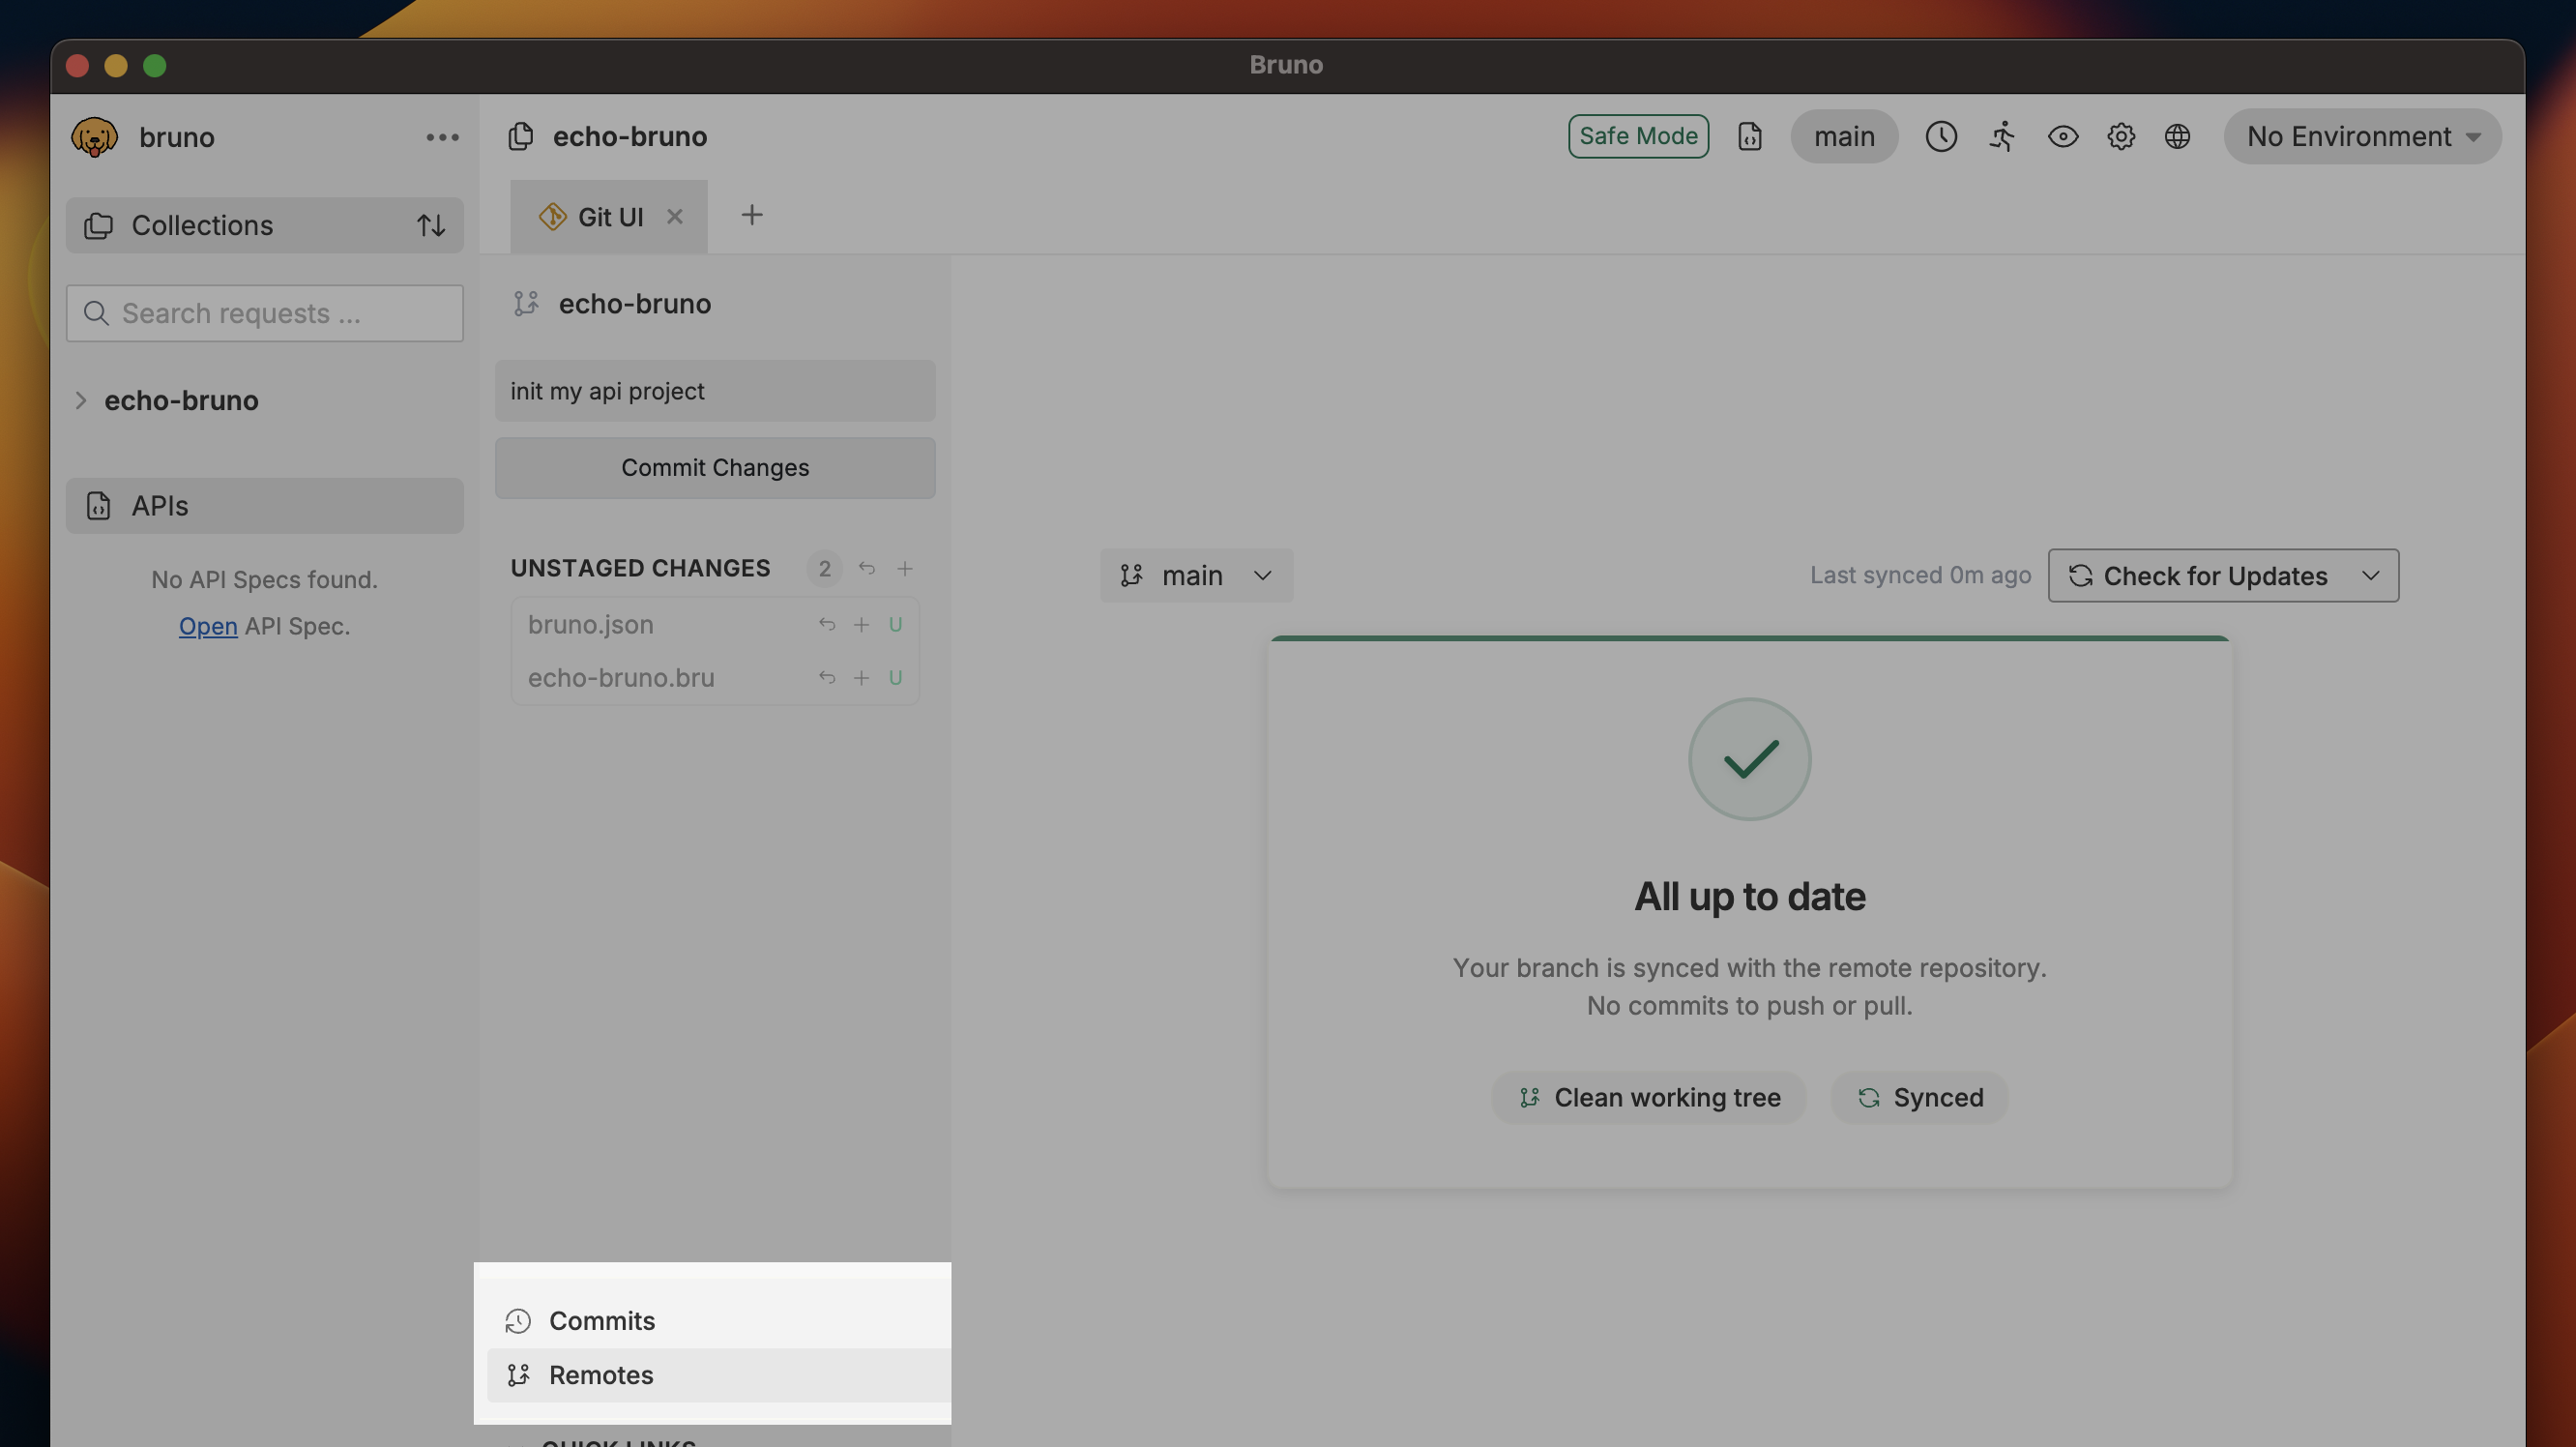 Bruno
bruno
echo-bruno
Safe Mode
main
No Environment
Collections
Git UI
Search requests ...
echo-bruno
echo-bruno
init my api project
Commit Changes
APIs
No API Specs found.
Open API Spec.
UNSTAGED CHANGES 2
bruno.json U
echo-bruno.bru U
main
Last synced 0m ago
Check for Updates
All up to date
Your branch is synced with the remote repository.
No commits to push or pull.
Clean working tree
Synced
Commits
Remotes
QUICK LINKS